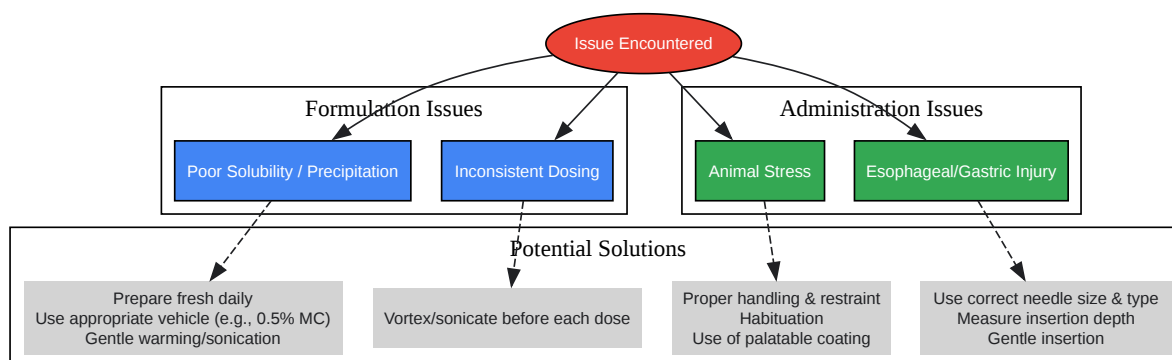 Issue Encountered
Formulation Issues
Administration Issues
Poor Solubility / Precipitation
Inconsistent Dosing
Animal Stress
Esophageal/Gastric Injury
Potential Solutions
Prepare fresh daily
Use appropriate vehicle (e.g., 0.5% MC)
Gentle warming/sonication
Vortex/sonicate before each dose
Proper handling & restraint
Habituation
Use of palatable coating
Use correct needle size & type
Measure insertion depth
Gentle insertion